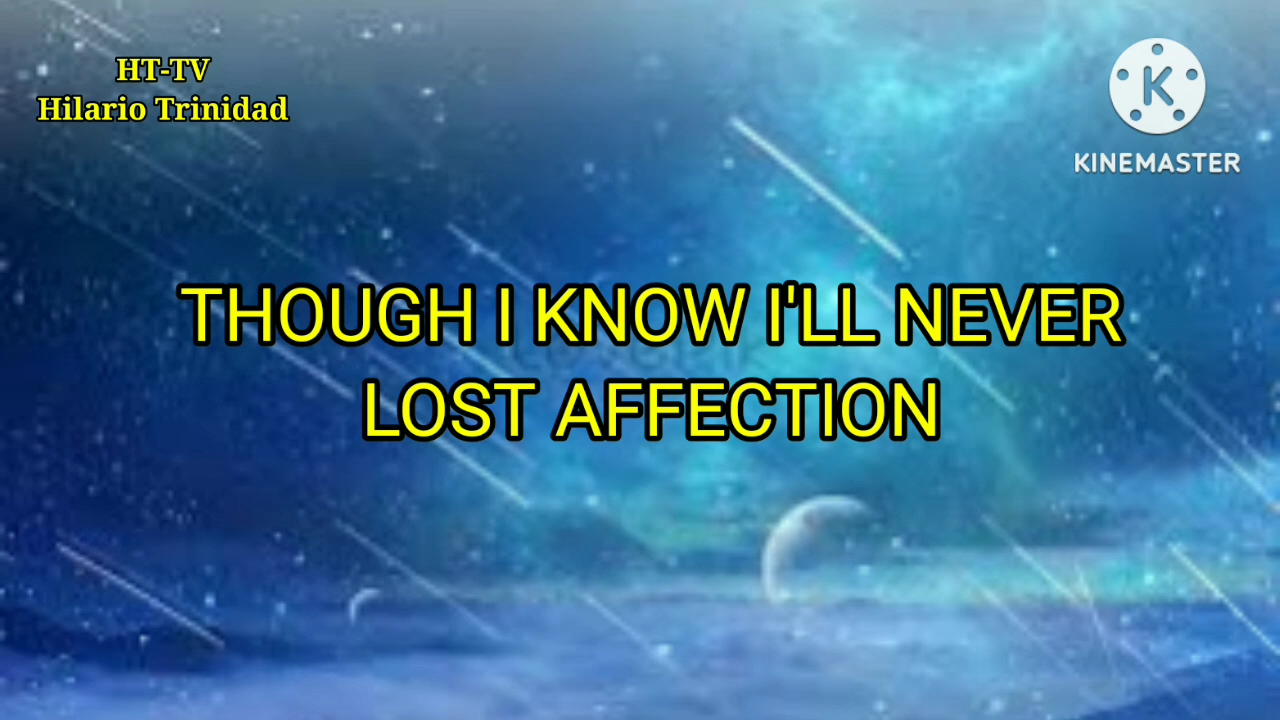 HT-TV
Hilario Trinidad
K
KINEMASTER
THOUGH I KNOW I'LL NEVER
LOST AFFECTION